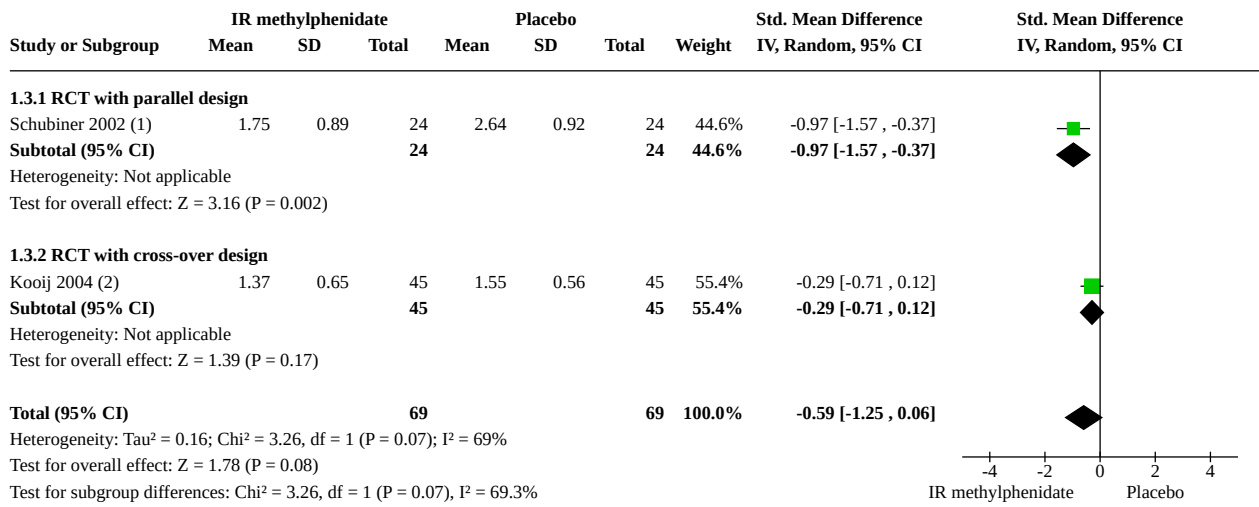 IR methylphenidate Placebo Std. Mean Difference Std. Mean Difference
Study or Subgroup Mean SD Total Mean SD Total Weight IV, Random, 95% CI IV, Random, 95% CI
1.3.1 RCT with parallel design
Schubiner 2002 (1) 1.75 0.89 24 2.64 0.92 24 44.6% -0.97 [-1.57 , -0.37]
Subtotal (95% CI) 24 24 44.6% -0.97 [-1.57 , -0.37]
Heterogeneity: Not applicable
Test for overall effect: Z = 3.16 (P = 0.002)
1.3.2 RCT with cross-over design
Kooij 2004 (2) 1.37 0.65 45 1.55 0.56 45 55.4% -0.29 [-0.71 , 0.12]
Subtotal (95% CI) 45 45 55.4% -0.29 [-0.71 , 0.12]
Heterogeneity: Not applicable
Test for overall effect: Z = 1.39 (P = 0.17)
Total (95% CI) 69 69 100.0% -0.59 [-1.25 , 0.06]
Heterogeneity: Tau² = 0.16; Chi² = 3.26, df = 1 (P = 0.07); I² = 69%
Test for overall effect: Z = 1.78 (P = 0.08)
Test for subgroup differences: Chi² = 3.26, df = 1 (P = 0.07), I² = 69.3%
-4 -2 0 2 4
IR methylphenidate Placebo